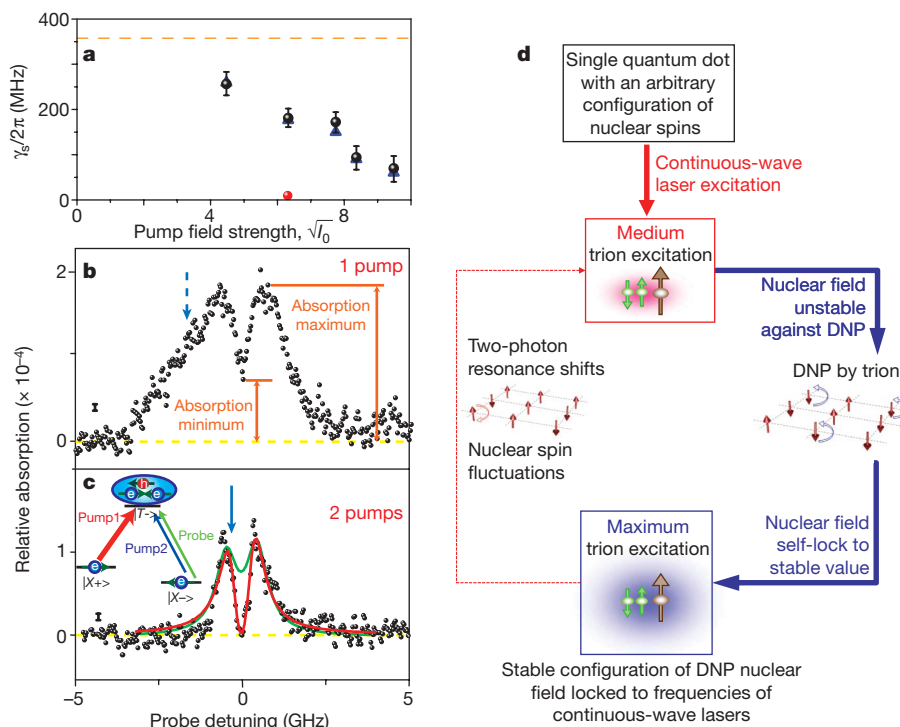 a
400
200
0
γs/2π (MHz)
0
4
8
Pump field strength, √I0
b
1 pump
2
1
0
Absorption
maximum
Absorption
minimum
Relative absorption (× 10⁻⁴)
c
2 pumps
h
e
e
|T−>
Pump1
Pump2
Probe
e
|X+>
e
|X−>
1
0
−5
0
5
Probe detuning (GHz)
d
Single quantum dot
with an arbitrary
configuration of
nuclear spins
Continuous-wave
laser excitation
Medium
trion excitation
Nuclear field
unstable
against DNP
Two-photon
resonance shifts
DNP by trion
Nuclear spin
fluctuations
Maximum
trion excitation
Nuclear field
self-lock to
stable value
Stable configuration of DNP nuclear
field locked to frequencies of
continuous-wave lasers